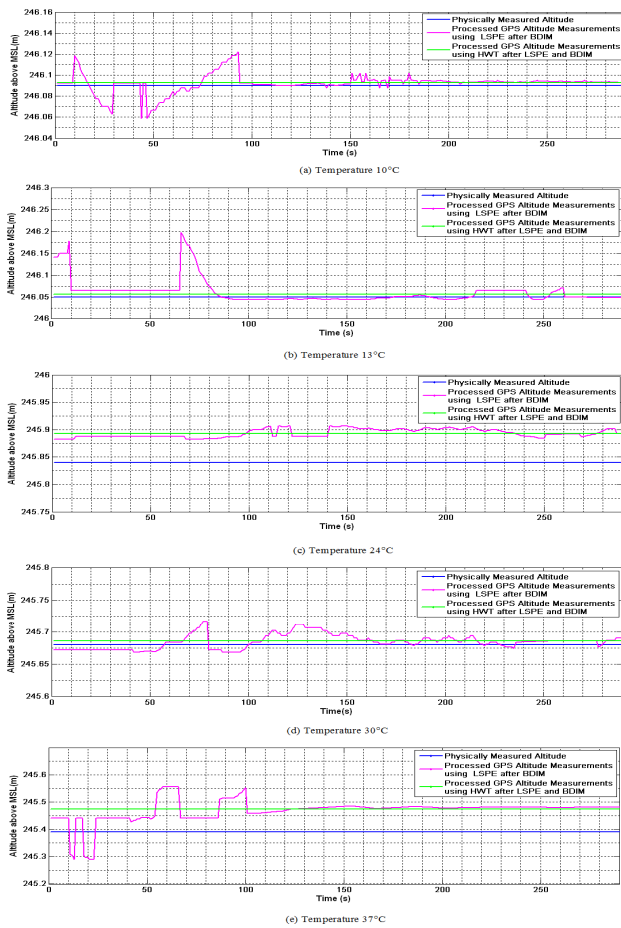 246.16
246.12
246.1
246.08
246.06
246.04
Altitude above MSL(m)
Physically Measured Altitude
Processed GPS Altitude Measurements
using LSPE after BDIM
Processed GPS Altitude Measurements
using HWT after LSPE and BDIM
0 50 100 150 200 250
Time (s)
(a) Temperature 10°C
246.3
246.25
246.2
246.15
246.1
246.05
246
Altitude above MSL(m)
Physically Measured Altitude
Processed GPS Altitude Measurements
using LSPE after BDIM
Processed GPS Altitude Measurements
using HWT after LSPE and BDIM
0 50 100 150 200 250
Time (s)
(b) Temperature 13°C
246
245.95
245.9
245.85
245.8
245.75
Altitude above MSL(m)
Physically Measured Altitude
Processed GPS Altitude Measurements
using LSPE after BDIM
Processed GPS Altitude Measurements
using HWT after LSPE and BDIM
0 50 100 150 200 250
Time (s)
(c) Temperature 24°C
245.8
245.75
245.7
245.65
245.6
Altitude above MSL(m)
Physically Measured Altitude
Processed GPS Altitude Measurements
using LSPE after BDIM
Processed GPS Altitude Measurements
using HWT after LSPE and BDIM
0 50 100 150 200 250
Time(s)
(d) Temperature 30°C
245.6
245.5
245.4
245.3
245.2
Altitude above MSL(m)
Physically Measured Altitude
Processed GPS Altitude Measurements
using LSPE after BDIM
Processed GPS Altitude Measurements
using HWT after LSPE and BDIM
0 50 100 150 200 250
Time(s)
(e) Temperature 37°C